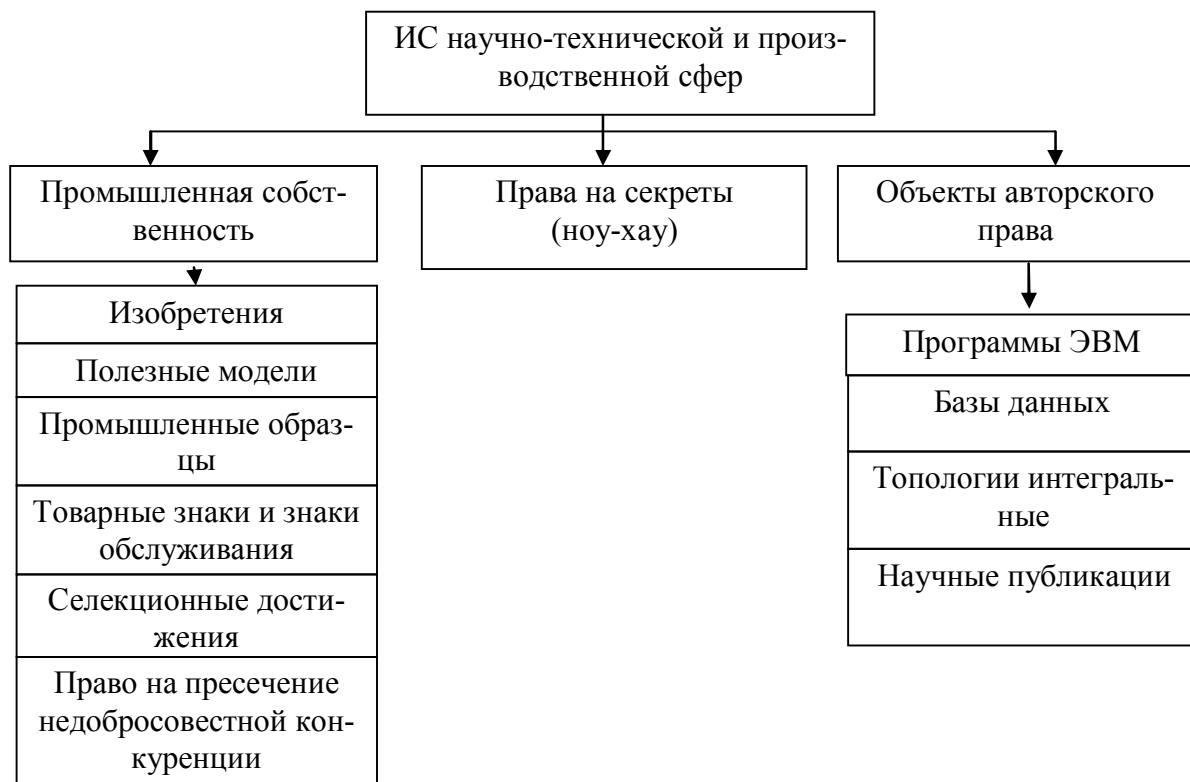 ИС научно-технической и произ-
водственной сфер
Промышленная собст-
венность
Права на секреты
(ноу-хау)
Объекты авторского
права
Изобретения
Полезные модели
Промышленные образ-
цы
Товарные знаки и знаки
обслуживания
Селекционные дости-
жения
Право на пресечение
недобросовестной кон-
куренции
Программы ЭВМ
Базы данных
Топологии интеграль-
ные
Научные публикации